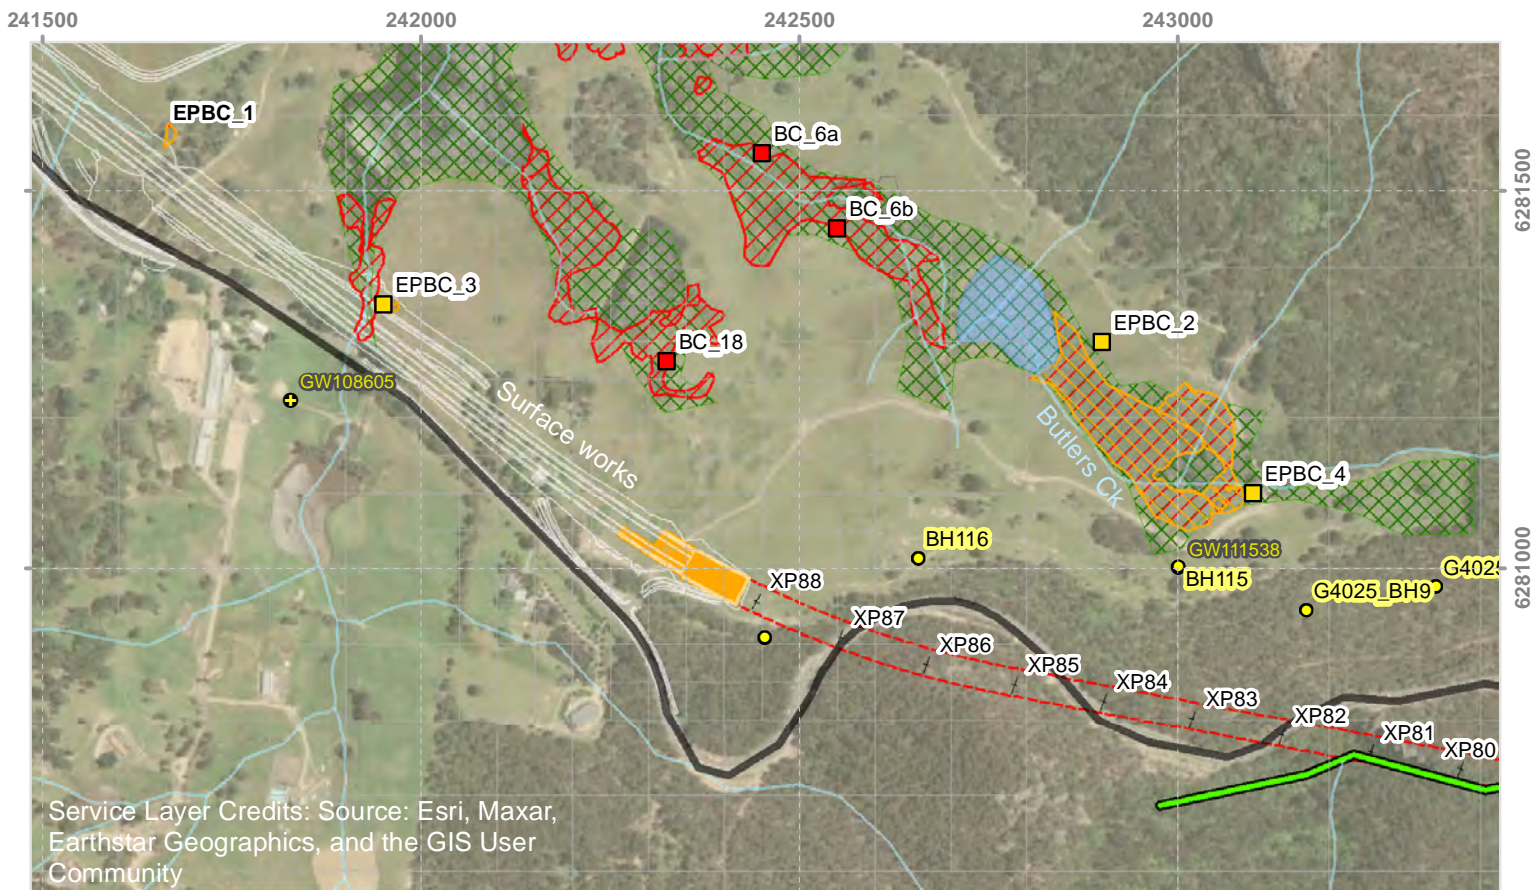 241500
242000
242500
243000
EPBC_1
BC_6a
6281500
BC_6b
EPBC_3
EPBC_2
BC_18
GW108605
Surface works
Butlers Ck
EPBC_4
BH116
GW111538
6281000
BH115
G4025
G4025_BH9
XP88
XP87
XP86
XP85
XP84
XP83
XP82
XP81
XP80
Service Layer Credits: Source: Esri, Maxar,
Earthstar Geographics, and the GIS User
Community